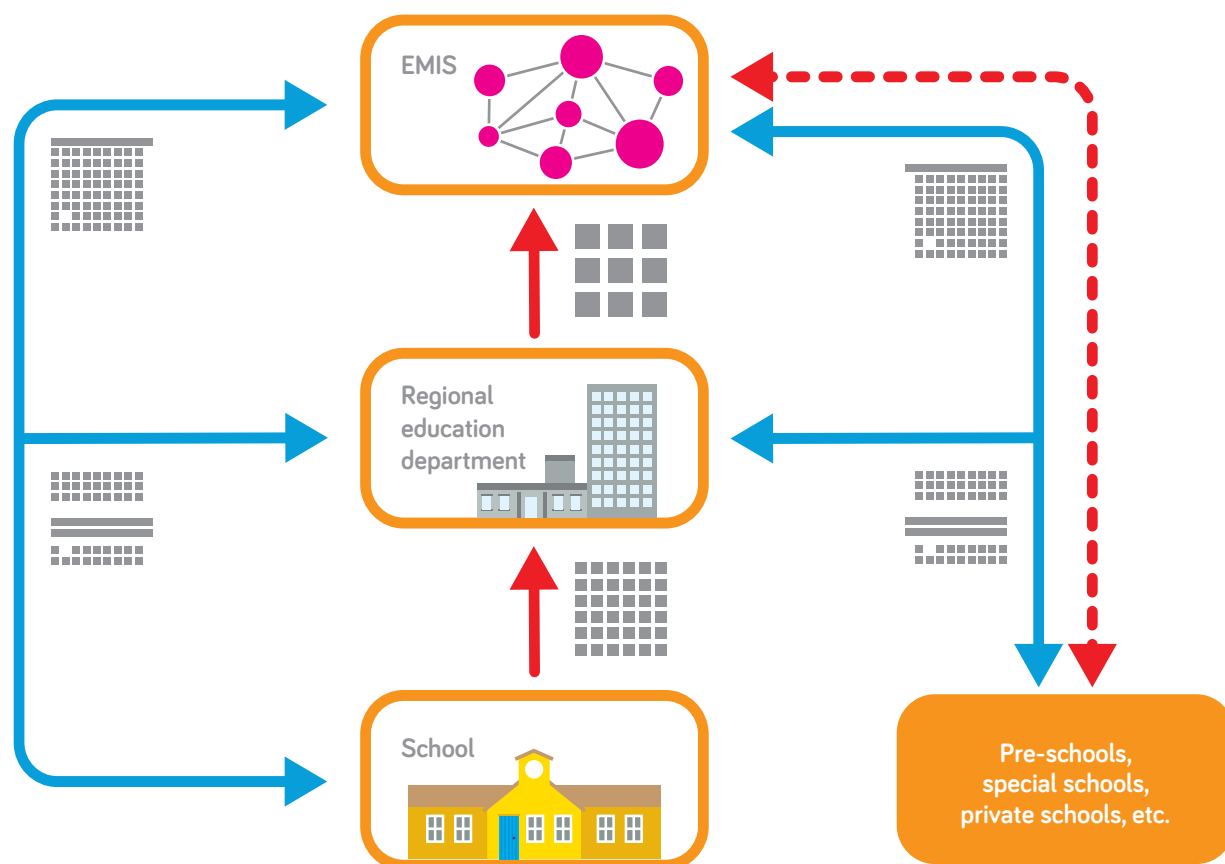 EMIS
Regional
education
department
School
Pre-schools,
special schools,
private schools, etc.